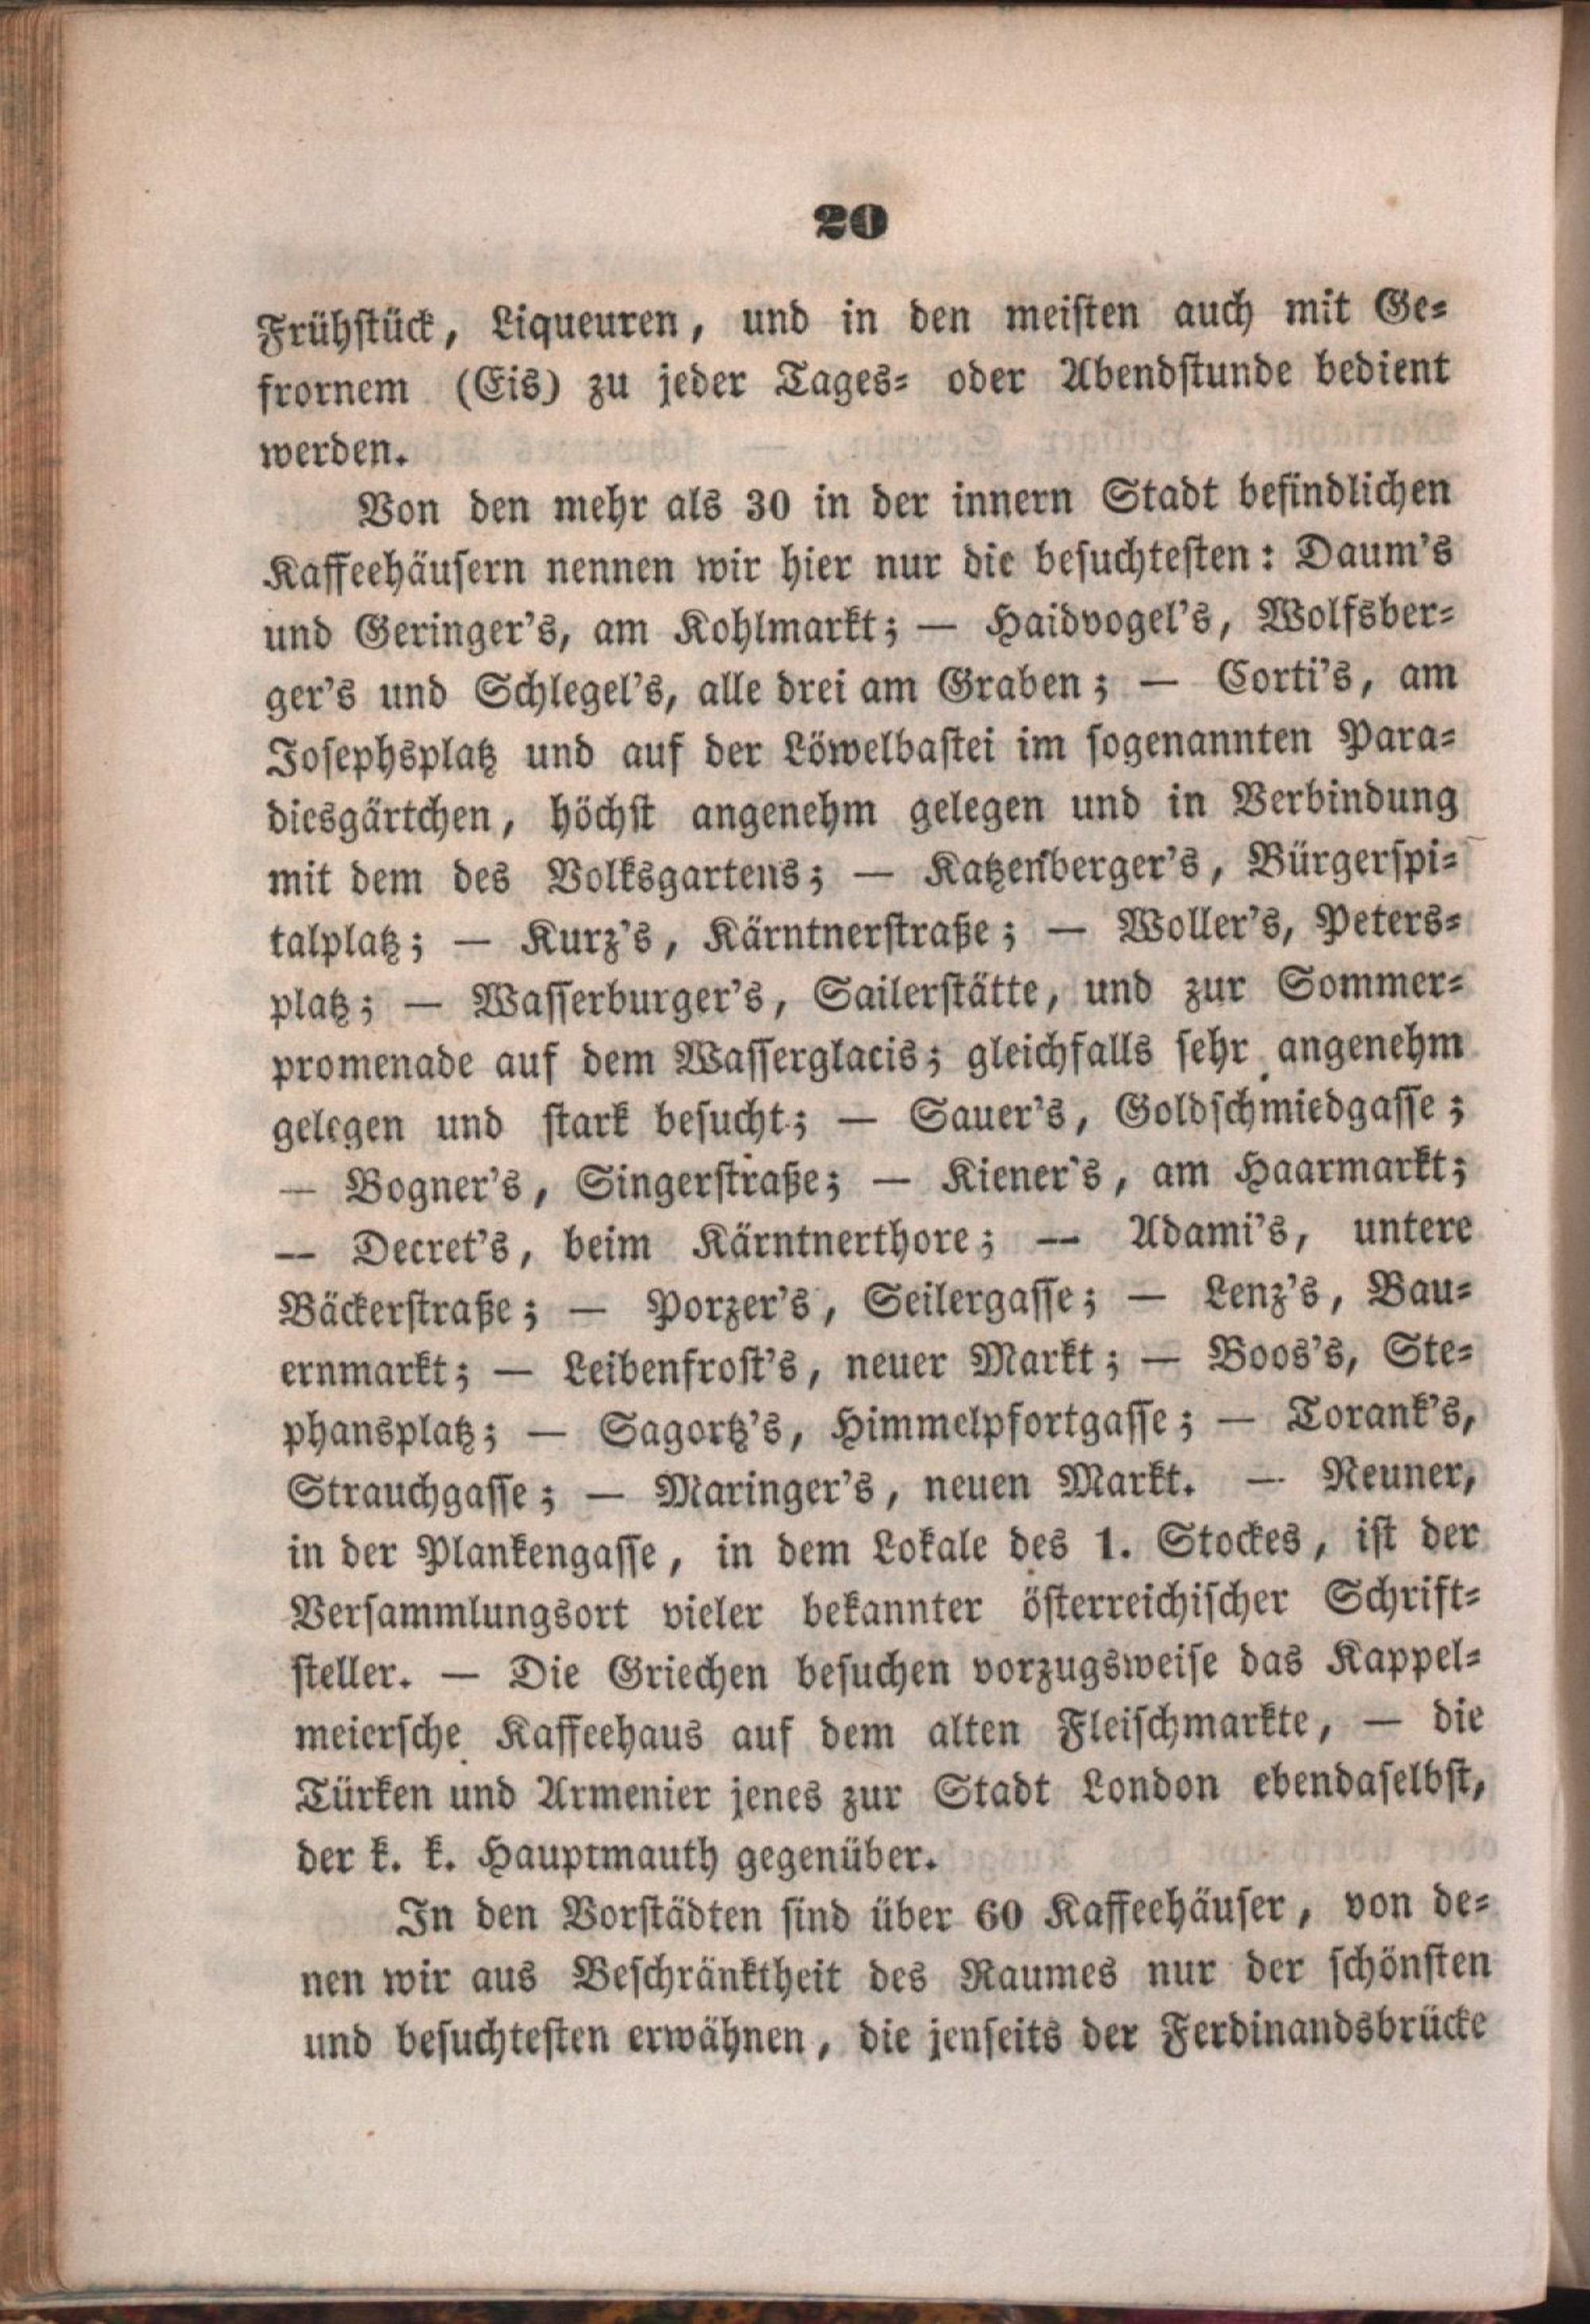 20
Frühstück, Liqueuren, und in den meisten auch mit Ge-
frornem (Eis) zu jeder Tages- oder Abendstunde bedient
werden.
Von den mehr als 30 in der innern Stadt befindlichen
Kaffeehäusern nennen wir hier nur die besuchtesten: Daum's
und Geringer's, am Kohlmarkt; — Haidvogel's, Wolfsber-
ger's und Schlegel's, alle drei am Graben; — Corti's, am
Josephsplatz und auf der Löwelbastei im sogenannten Para-
diesgärtchen, höchst angenehm gelegen und in Verbindung
mit dem des Volksgartens; — Katzenberger's, Bürgerspi-
talplatz; — Kurz's, Kärntnerstraße; — Woller's, Peters-
platz; — Wasserburger's, Sailerstätte, und zur Sommer-
promenade auf dem Wasserglacis; gleichfalls sehr angenehm
gelegen und stark besucht; — Sauer's, Goldschmiedgasse;
— Bogner's, Singerstraße; — Kiener's, am Haarmarkt;
— Decret's, beim Kärntnerthore; — Adami's, untere
Bäckerstraße; — Porzer's, Seilergasse; — Lenz's, Bau-
ernmarkt; — Leibenfrost's, neuer Markt; — Boos's, Ste-
phansplatz; — Sagortz's, Himmelpfortgasse; — Torank's,
Strauchgasse; — Maringer's, neuen Markt. — Neuner,
in der Plankengasse, in dem Lokale des 1. Stockes, ist der
Versammlungsort vieler bekannter österreichischer Schrift-
steller. — Die Griechen besuchen vorzugsweise das Kappel-
meiersche Kaffeehaus auf dem alten Fleischmarkte, — die
Türken und Armenier jenes zur Stadt London ebendaselbst,
der k. k. Hauptmauth gegenüber.
In den Vorstädten sind über 60 Kaffeehäuser, von de-
nen wir aus Beschränktheit des Raumes nur der schönsten
und besuchtesten erwähnen, die jenseits der Ferdinandsbrücke